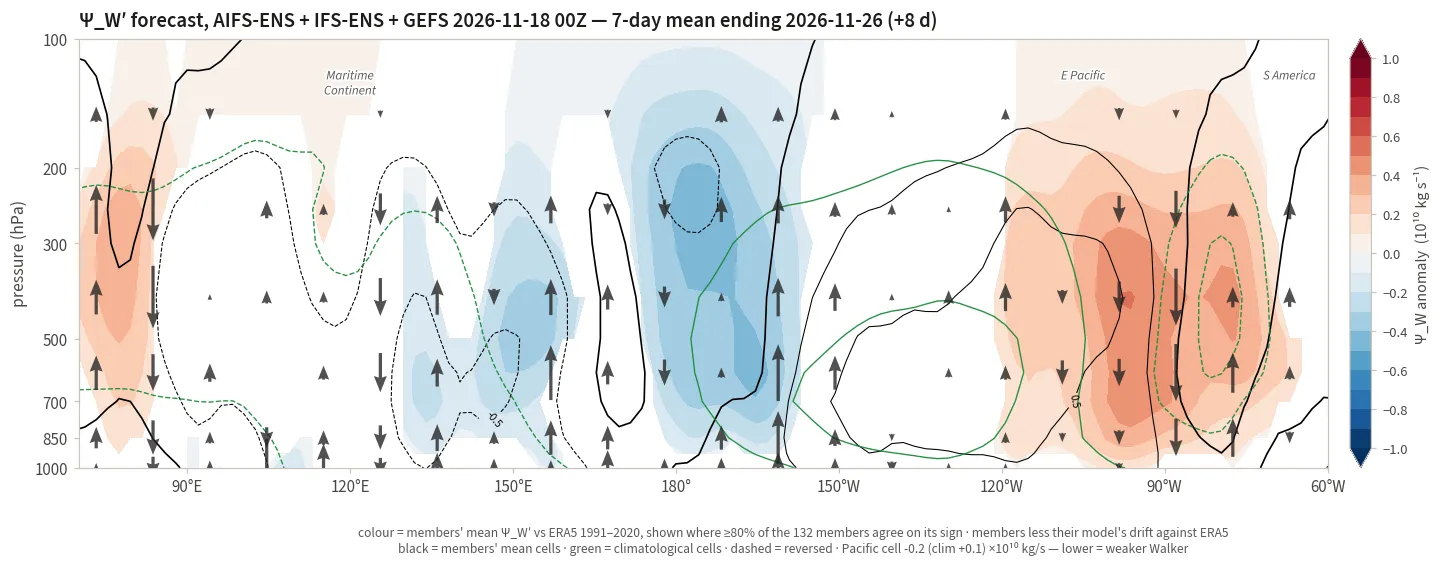 Ψ_W′ forecast, AIFS-ENS + IFS-ENS + GEFS 2026-11-18 00Z — 7-day mean ending 2026-11-26 (+8 d)
100
200
300
400
500
700
850
1000
pressure (hPa)
Maritime
Continent
E Pacific
S America
-0.5
0.5
90°E
120°E
150°E
180°
150°W
120°W
90°W
60°W
1.0
0.8
0.6
0.4
0.2
0.0
−0.2
−0.4
−0.6
−0.8
−1.0
Ψ_W anomaly (10¹⁰ kg s⁻¹)
colour = members' mean Ψ_W′ vs ERA5 1991–2020, shown where ≥80% of the 132 members agree on its sign · members less their model's drift against ERA5
black = members' mean cells · green = climatological cells · dashed = reversed · Pacific cell -0.2 (clim +0.1) ×10¹⁰ kg/s — lower = weaker Walker